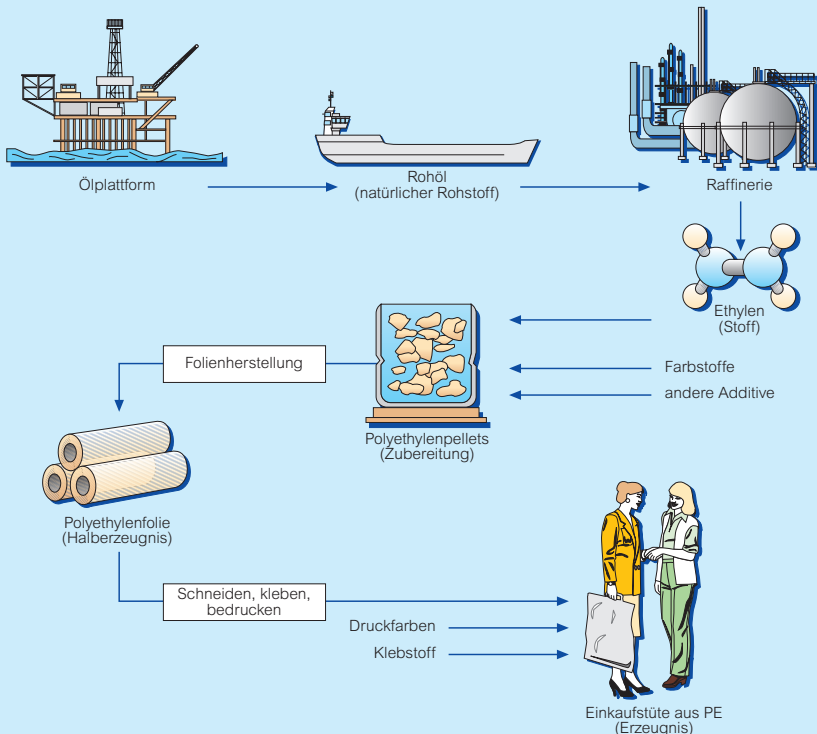 Ölplattform
Rohöl
(natürlicher Rohstoff)
Raffinerie
Ethylen
(Stoff)
Farbstoffe
andere Additive
Folienherstellung
Polyethylenpellets
(Zubereitung)
Polyethylenfolie
(Halberzeugnis)
Schneiden, kleben,
bedrucken
Druckfarben
Klebstoff
Einkaufstüte aus PE
(Erzeugnis)